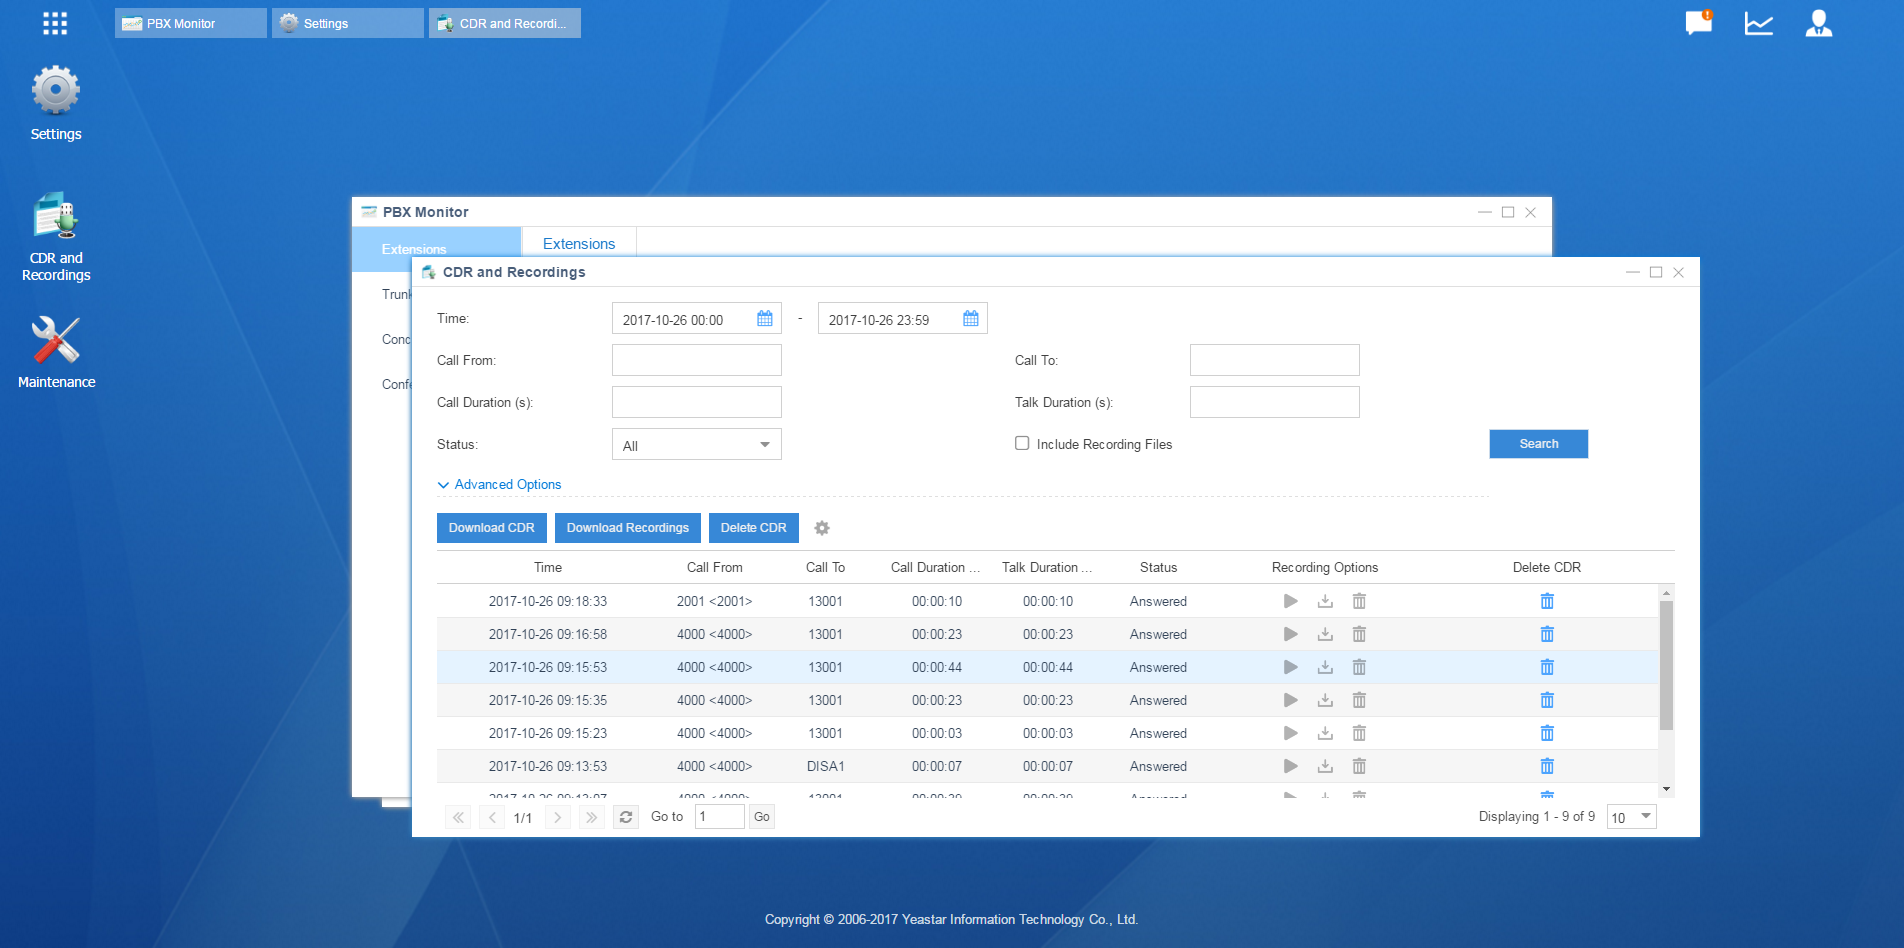 PBX Monitor
Settings
CDR and Recordi...
Settings
CDR and
Recordings
Maintenance
PBX Monitor
Extensions
Extensions
CDR and Recordings
Time:
2017-10-26 00:00
-
2017-10-26 23:59
Call From:
Call To:
Call Duration (s):
Talk Duration (s):
Status:
All
Include Recording Files
Search
Advanced Options
Download CDR
Download Recordings
Delete CDR
Time Call From Call To Call Duration ... Talk Duration ... Status Recording Options Delete CDR
2017-10-26 09:18:33 2001 <2001> 13001 00:00:10 00:00:10 Answered
2017-10-26 09:16:58 4000 <4000> 13001 00:00:23 00:00:23 Answered
2017-10-26 09:15:53 4000 <4000> 13001 00:00:44 00:00:44 Answered
2017-10-26 09:15:35 4000 <4000> 13001 00:00:23 00:00:23 Answered
2017-10-26 09:15:23 4000 <4000> 13001 00:00:03 00:00:03 Answered
2017-10-26 09:13:53 4000 <4000> DISA1 00:00:07 00:00:07 Answered
1/1
Go to
1
Go
Displaying 1 - 9 of 9
10
Copyright © 2006-2017 Yeastar Information Technology Co., Ltd.